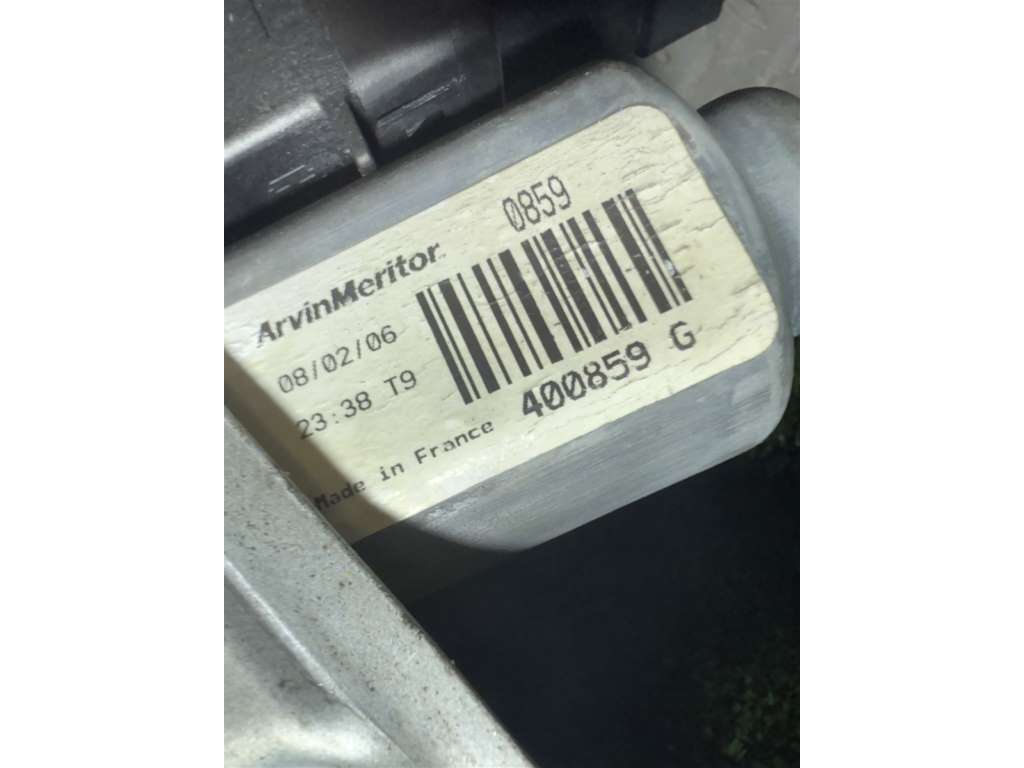 0859
ArvinMeritor
08/02/06
23:38 T9
400859 G
Made in France